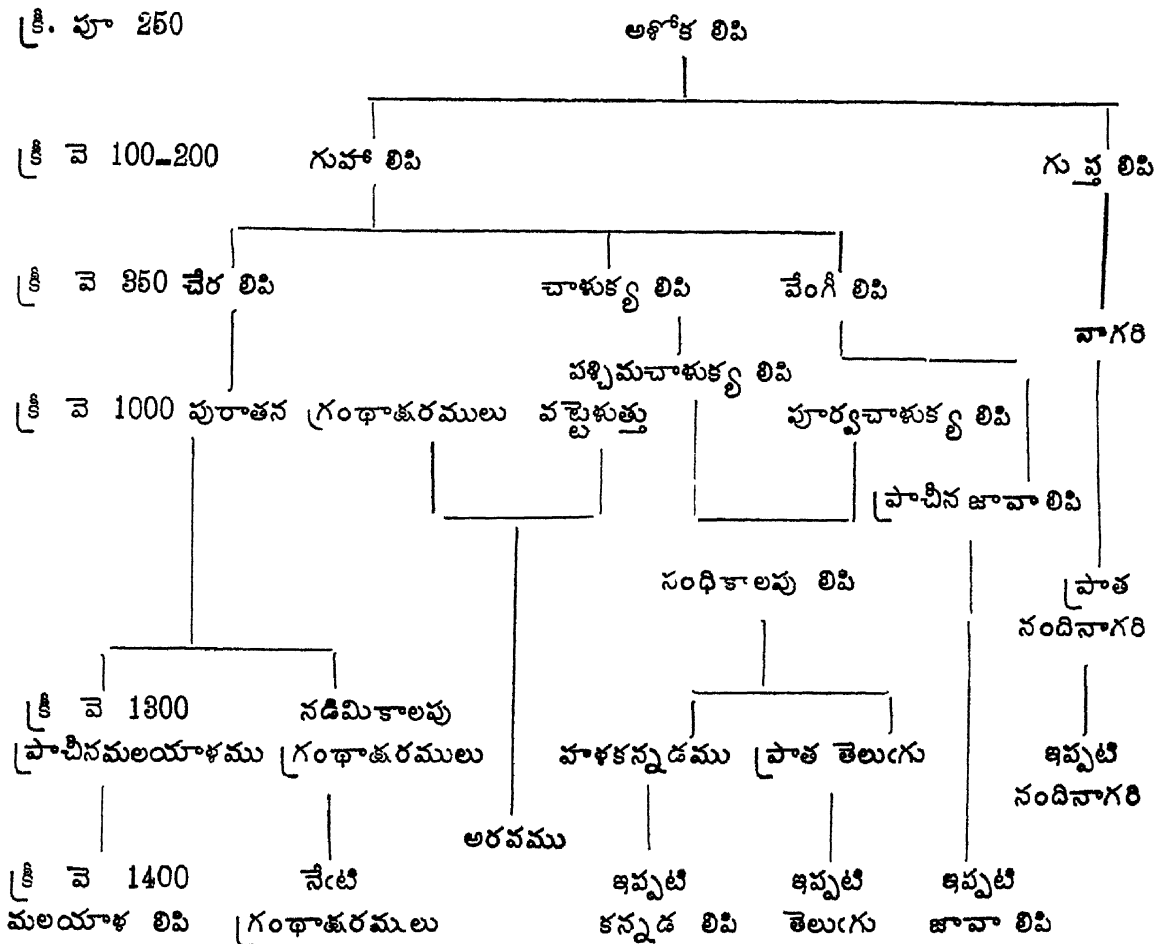 క్రీ. పూ 250 అశోక లిపి
క్రీ వె 100-200 గుహా లిపి గుప్త లిపి
క్రీ వె 350 చేర లిపి చాళుక్య లిపి వేంగీ లిపి
నాగరి
పశ్చిమచాళుక్య లిపి
క్రీ వె 1000 పురాతన గ్రంథాక్షరములు వట్టెళుత్తు పూర్వచాళుక్య లిపి
ప్రాచీన జావా లిపి
సంధికాలపు లిపి ప్రాత
నందినాగరి
క్రీ వె 1300 నడిమికాలపు
ప్రాచీనమలయాళము గ్రంథాక్షరములు హళకన్నడము ప్రాత తెలుఁగు ఇప్పటి
నందినాగరి
అరవము
క్రీ వె 1400 నేఁటి ఇప్పటి ఇప్పటి ఇప్పటి
మలయాళ లిపి గ్రంథాక్షరములు కన్నడ లిపి తెలుఁగు జావా లిపి